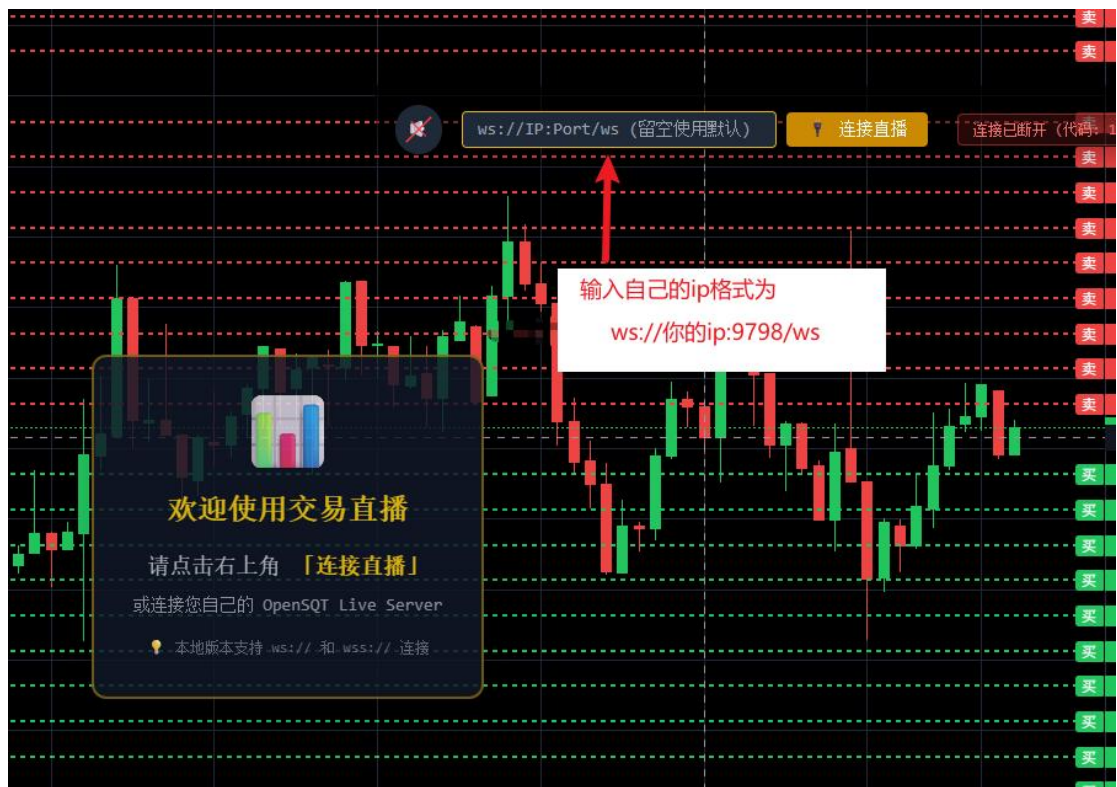 卖
卖
ws://IP:Port/ws (留空使用默认)
连接直播
连接已断开 (代码: 1
卖
卖
卖
卖
卖
卖
卖
卖
卖
输入自己的ip格式为
ws://你的ip:9798/ws
欢迎使用交易直播
请点击右上角 「连接直播」
或连接您自己的 OpenSQT Live Server
本地版本支持 ws:// 和 wss:// 连接
买
买
买
买
买
买
买
买
买